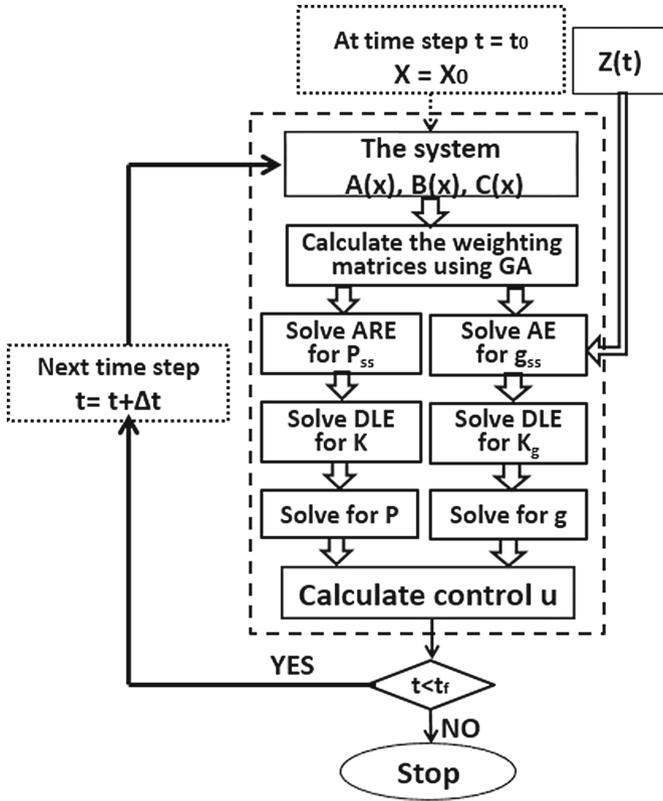 At time step t = t0
X = X0
Z(t)
The system
A(x), B(x), C(x)
Calculate the weighting
matrices using GA
Solve ARE
for Pss
Solve AE
for gss
Next time step
t= t+Δt
Solve DLE
for K
Solve DLE
for Kg
Solve for P
Solve for g
Calculate control u
YES
t<tf
NO
Stop